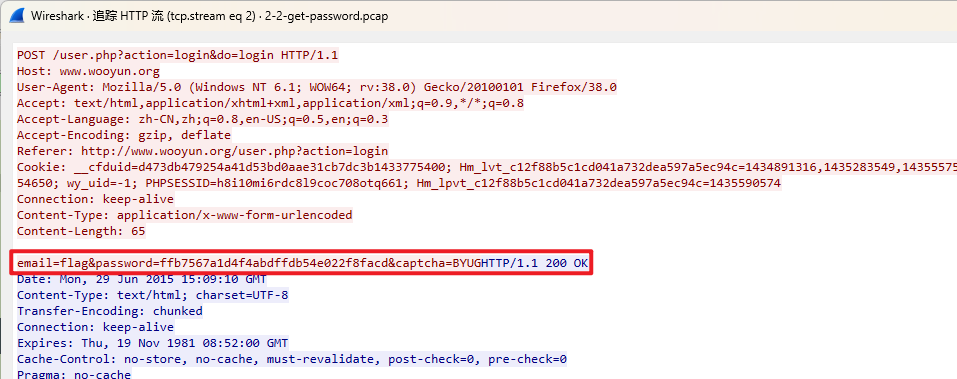 Wireshark · 追踪 HTTP 流 (tcp.stream eq 2) · 2-2-get-password.pcap
POST /user.php?action=login&do=login HTTP/1.1
Host: www.wooyun.org
User-Agent: Mozilla/5.0 (Windows NT 6.1; WOW64; rv:38.0) Gecko/20100101 Firefox/38.0
Accept: text/html,application/xhtml+xml,application/xml;q=0.9,*/*;q=0.8
Accept-Language: zh-CN,zh;q=0.8,en-US;q=0.5,en;q=0.3
Accept-Encoding: gzip, deflate
Referer: http://www.wooyun.org/user.php?action=login
Cookie: __cfduid=d473db479254a41d53bd0aae31cb7dc3b1433775400; Hm_lvt_c12f88b5c1cd041a732dea597a5ec94c=1434891316,1435283549,14355575
54650; wy_uid=-1; PHPSESSID=h8i10mi6rdc8l9coc708otq661; Hm_lpvt_c12f88b5c1cd041a732dea597a5ec94c=1435590574
Connection: keep-alive
Content-Type: application/x-www-form-urlencoded
Content-Length: 65
email=flag&password=ffb7567a1d4f4abdffdb54e022f8facd&captcha=BYUGHTTP/1.1 200 OK
Date: Mon, 29 Jun 2015 15:09:10 GMT
Content-Type: text/html; charset=UTF-8
Transfer-Encoding: chunked
Connection: keep-alive
Expires: Thu, 19 Nov 1981 08:52:00 GMT
Cache-Control: no-store, no-cache, must-revalidate, post-check=0, pre-check=0
Pragma: no-cache